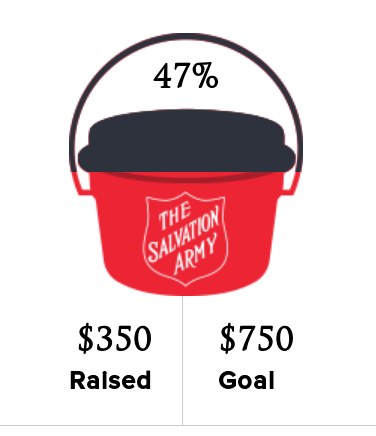 47%
THE
SALVATION
ARMY
$350
Raised
$750
Goal